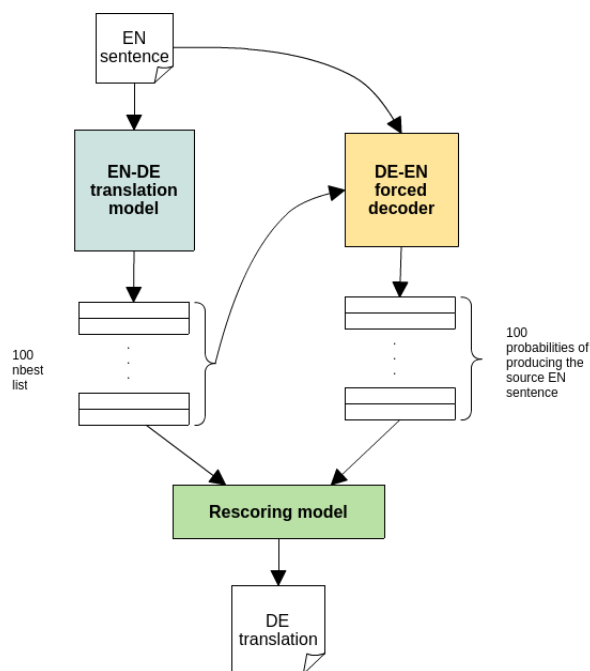 EN
sentence
EN-DE
translation
model
DE-EN
forced
decoder
100
nbest
list
100
probabilities of
producing the
source EN
sentence
Rescoring model
DE
translation